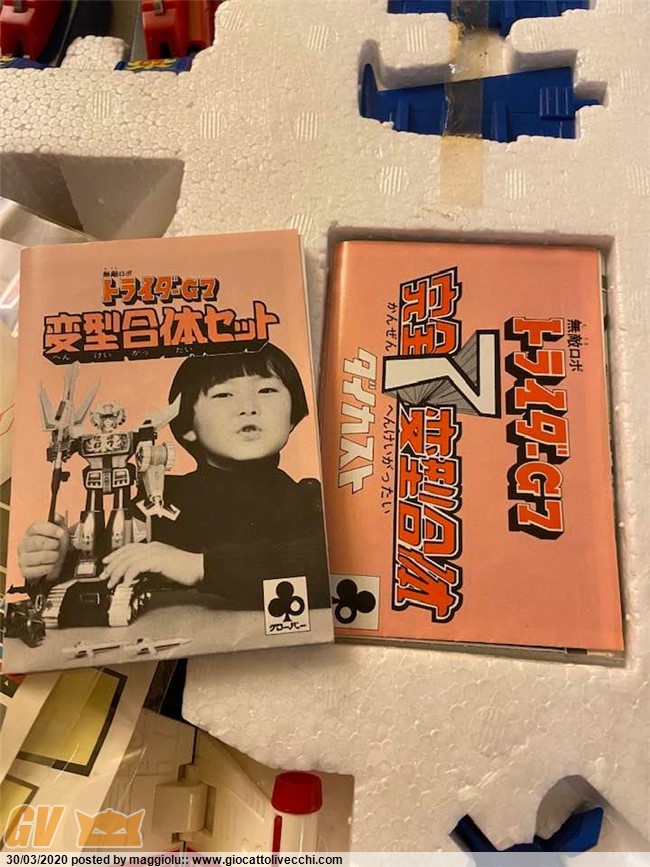 無敵ロボ
トライダーG7
変型合体セット
へんけいがったい
クローバー
無敵ロボ
トライダーG7
完全
かんぜん
7
変型合体
へんけいがったい
ダイカスト
GV
30/03/2020 posted by maggiolu:: www.giocattolivecchi.com